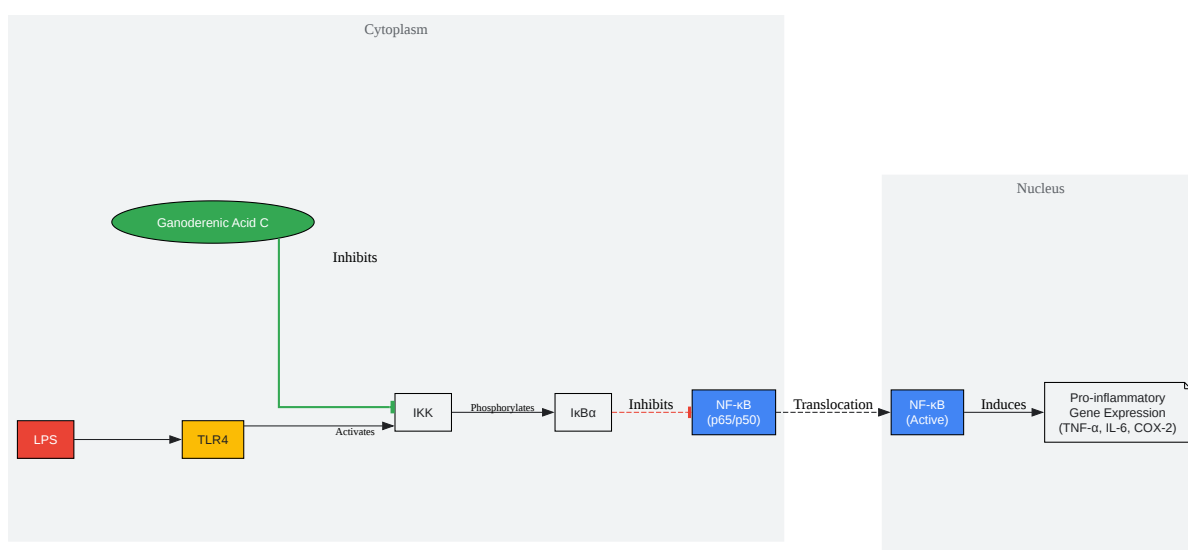 Cytoplasm
Nucleus
Ganoderenic Acid C
Inhibits
LPS
TLR4
Activates
IKK
Phosphorylates
IκBα
Inhibits
NF-κB
(p65/p50)
Translocation
NF-κB
(Active)
Induces
Pro-inflammatory
Gene Expression
(TNF-α, IL-6, COX-2)